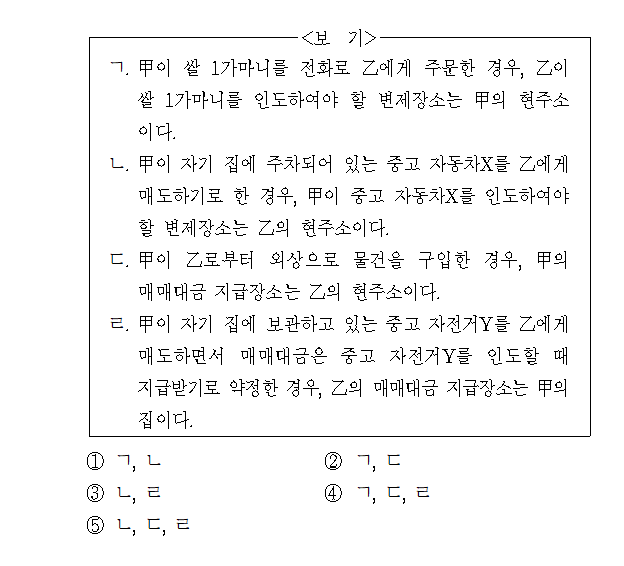 <보 기>
ㄱ. 甲이 쌀 1가마니를 전화로 乙에게 주문한 경우, 乙이
쌀 1가마니를 인도하여야 할 변제장소는 甲의 현주소
이다.
ㄴ. 甲이 자기 집에 주차되어 있는 중고 자동차X를 乙에게
매도하기로 한 경우, 甲이 중고 자동차X를 인도하여야
할 변제장소는 乙의 현주소이다.
ㄷ. 甲이 乙로부터 외상으로 물건을 구입한 경우, 甲의
매매대금 지급장소는 乙의 현주소이다.
ㄹ. 甲이 자기 집에 보관하고 있는 중고 자전거Y를 乙에게
매도하면서 매매대금은 중고 자전거Y를 인도할 때
지급받기로 약정한 경우, 乙의 매매대금 지급장소는 甲의
집이다.
① ㄱ, ㄴ ② ㄱ, ㄷ
③ ㄴ, ㄹ ④ ㄱ, ㄷ, ㄹ
⑤ ㄴ, ㄷ, ㄹ